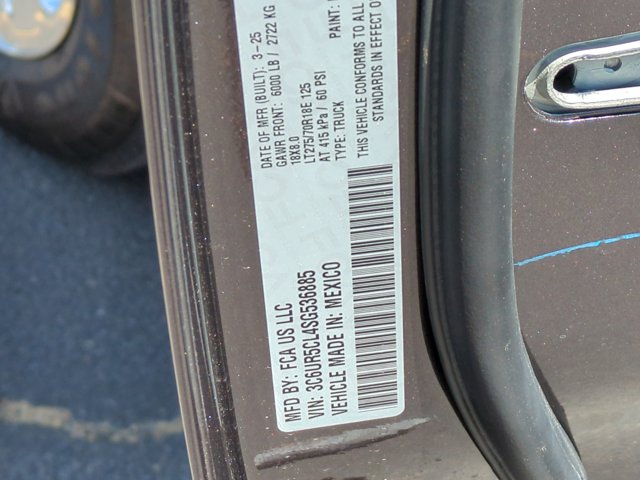 MFD BY: FCA US LLC
DATE OF MFR (BUILT): 3-25
GAWR FRONT: 6000 LB / 2722 KG
18X8.0
LT275/70R18E 125
AT 415 kPa / 60 PSI
VIN: 3C6UR5CL4SG536885
TYPE: TRUCK
VEHICLE MADE IN: MEXICO
PAINT:
THIS VEHICLE CONFORMS TO A
STANDARDS IN EFFECT O